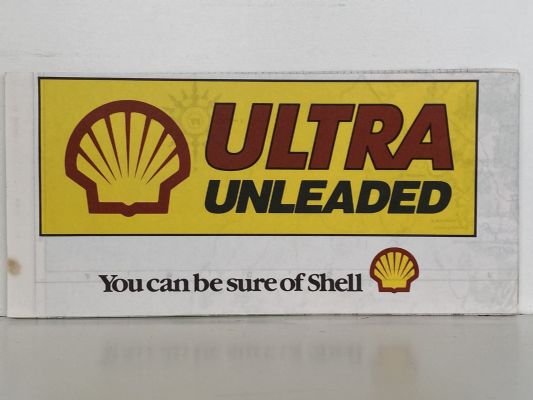 ULTRA
UNLEADED
You can be sure of Shell